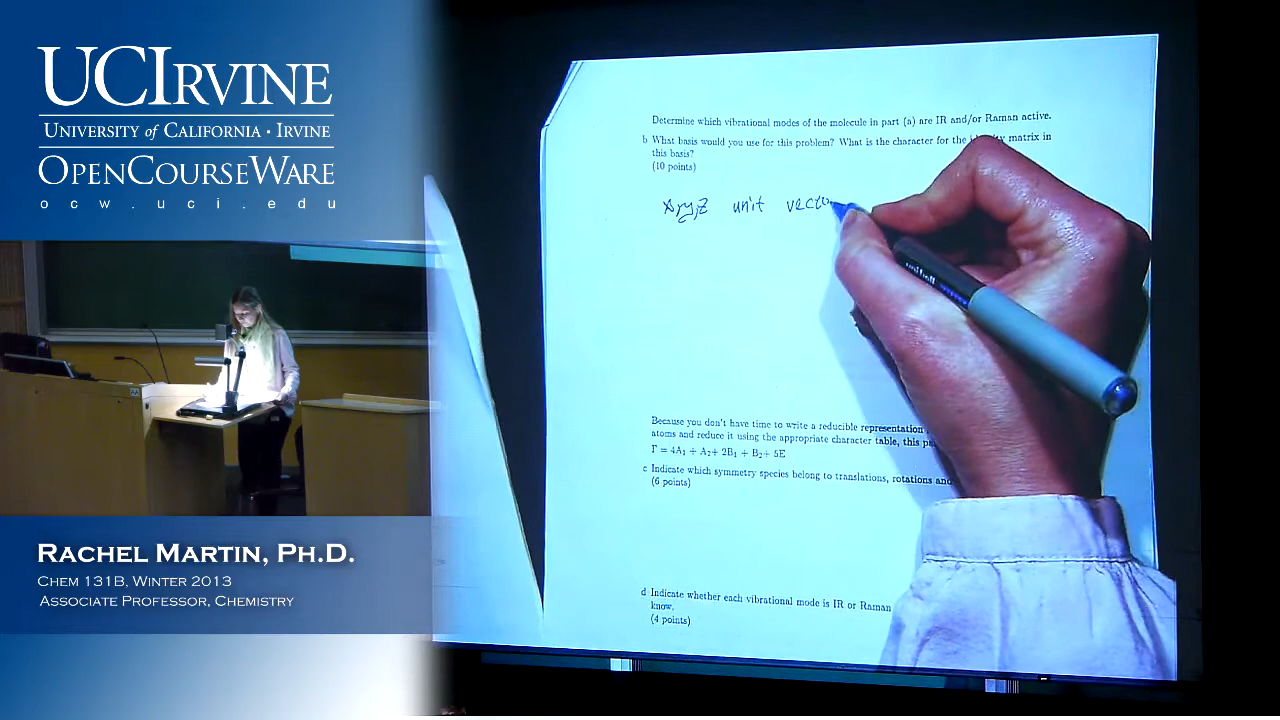 UCIRVINE
UNIVERSITY of CALIFORNIA • IRVINE
OPENCOURSEWARE
ocw.uci.edu
RACHEL MARTIN, PH.D.
CHEM 131B, WINTER 2013
ASSOCIATE PROFESSOR, CHEMISTRY
Determine which vibrational modes of the molecule in part (a) are IR and/or Raman active.
b What basis would you use for this problem? What is the character for the matrix in
this basis?
(10 points)
x,y,z unit vecto
Because you don't have time to write a reducible representation
atoms and reduce it using the appropriate character table, this
Γ = 4A₁ + A₂+ 2B₁ + B₂+ 5E
c Indicate which symmetry species belong to translations, rotations and
(6 points)
d Indicate whether each vibrational mode is IR or Raman
know.
(4 points)